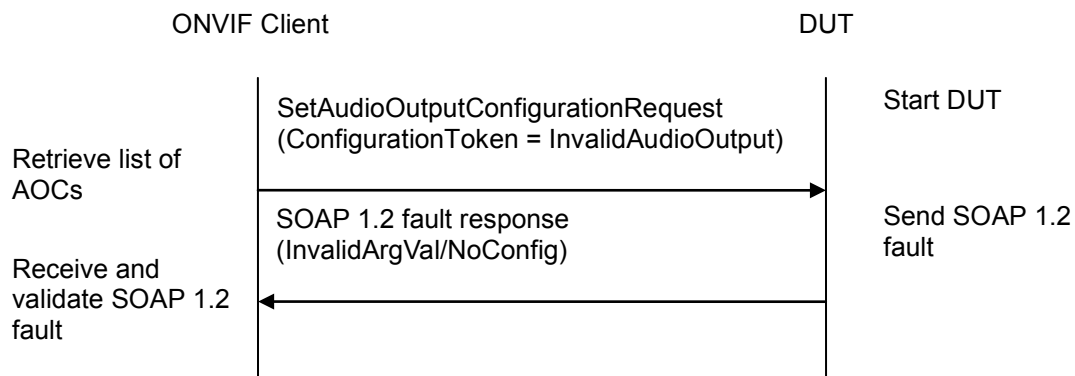 ONVIF Client
DUT
Start DUT
SetAudioOutputConfigurationRequest
(ConfigurationToken = InvalidAudioOutput)
Retrieve list of
AOCs
SOAP 1.2 fault response
(InvalidArgVal/NoConfig)
Send SOAP 1.2
fault
Receive and
validate SOAP 1.2
fault